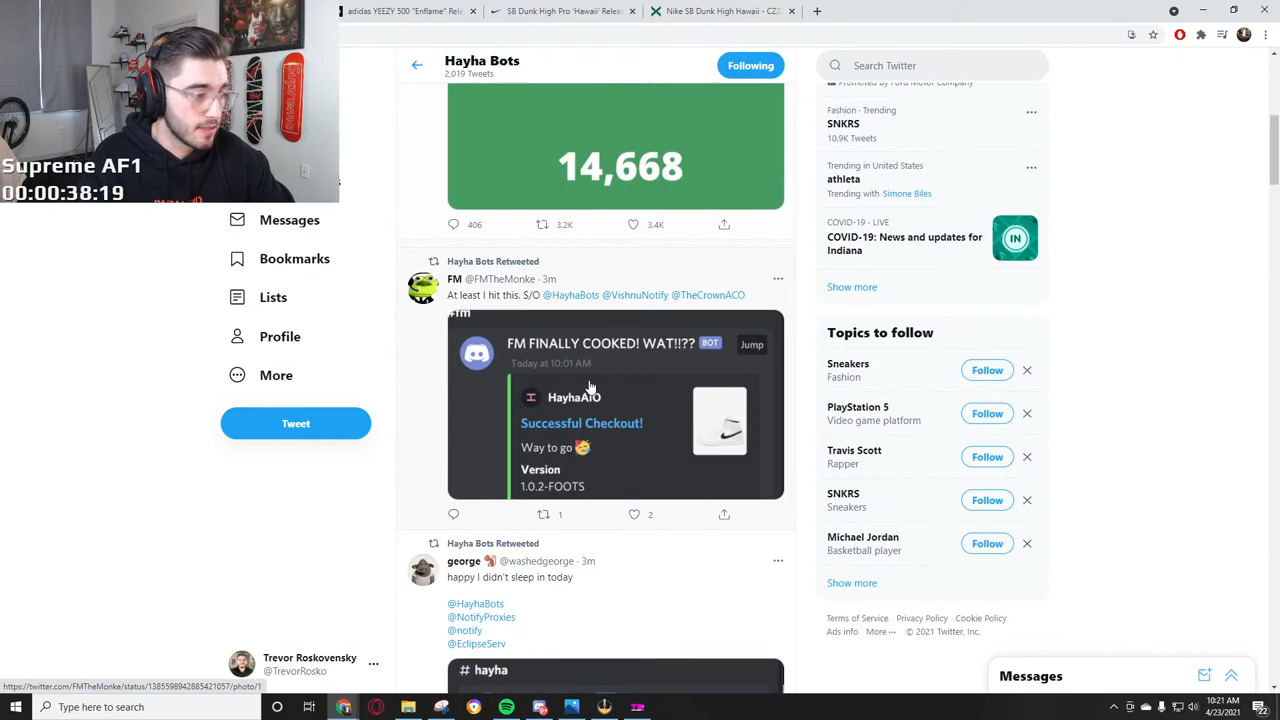 adidas YEEZY 500 "Enflame" Rele
SB Dunk High Pro 'Hawaii' Releas
Nike SB Dunk High Hawaii - CZ2
Hayha Bots
2,019 Tweets
Following
Search Twitter
Promoted by Ford Motor Company
Fashion · Trending
SNKRS
10.9K Tweets
Trending in United States
athleta
Trending with Simone Biles
COVID-19 · LIVE
COVID-19: News and updates for
Indiana
IN
Show more
Supreme AF1
00:00:38:19
Supreme
Messages
Bookmarks
Lists
Profile
More
Tweet
14,668
406
3.2K
3.4K
Hayha Bots Retweeted
FM @FMTheMonke · 3m
At least I hit this. S/O @HayhaBots @VishnuNotify @TheCrownACO
#fm
FM FINALLY COOKED! WAT!!?? BOT
Jump
Today at 10:01 AM
HayhaAIO
Successful Checkout!
Way to go 🥳
Version
1.0.2-FOOTS
1
2
Hayha Bots Retweeted
george 🐿️ @washedgeorge · 3m
happy I didn't sleep in today
@HayhaBots
@NotifyProxies
@notify
@EclipseServ
# hayha
Topics to follow
Sneakers
Fashion
Follow
PlayStation 5
Video game platform
Follow
Travis Scott
Rapper
Follow
SNKRS
Sneakers
Follow
Michael Jordan
Basketball player
Follow
Show more
Terms of Service Privacy Policy Cookie Policy
Ads info More ··· © 2021 Twitter, Inc.
Trevor Roskovensky
@TrevorRosko
Messages
https://twitter.com/FMTheMonke/status/1385598942885421057/photo/1
Type here to search
10:21 AM
4/23/2021